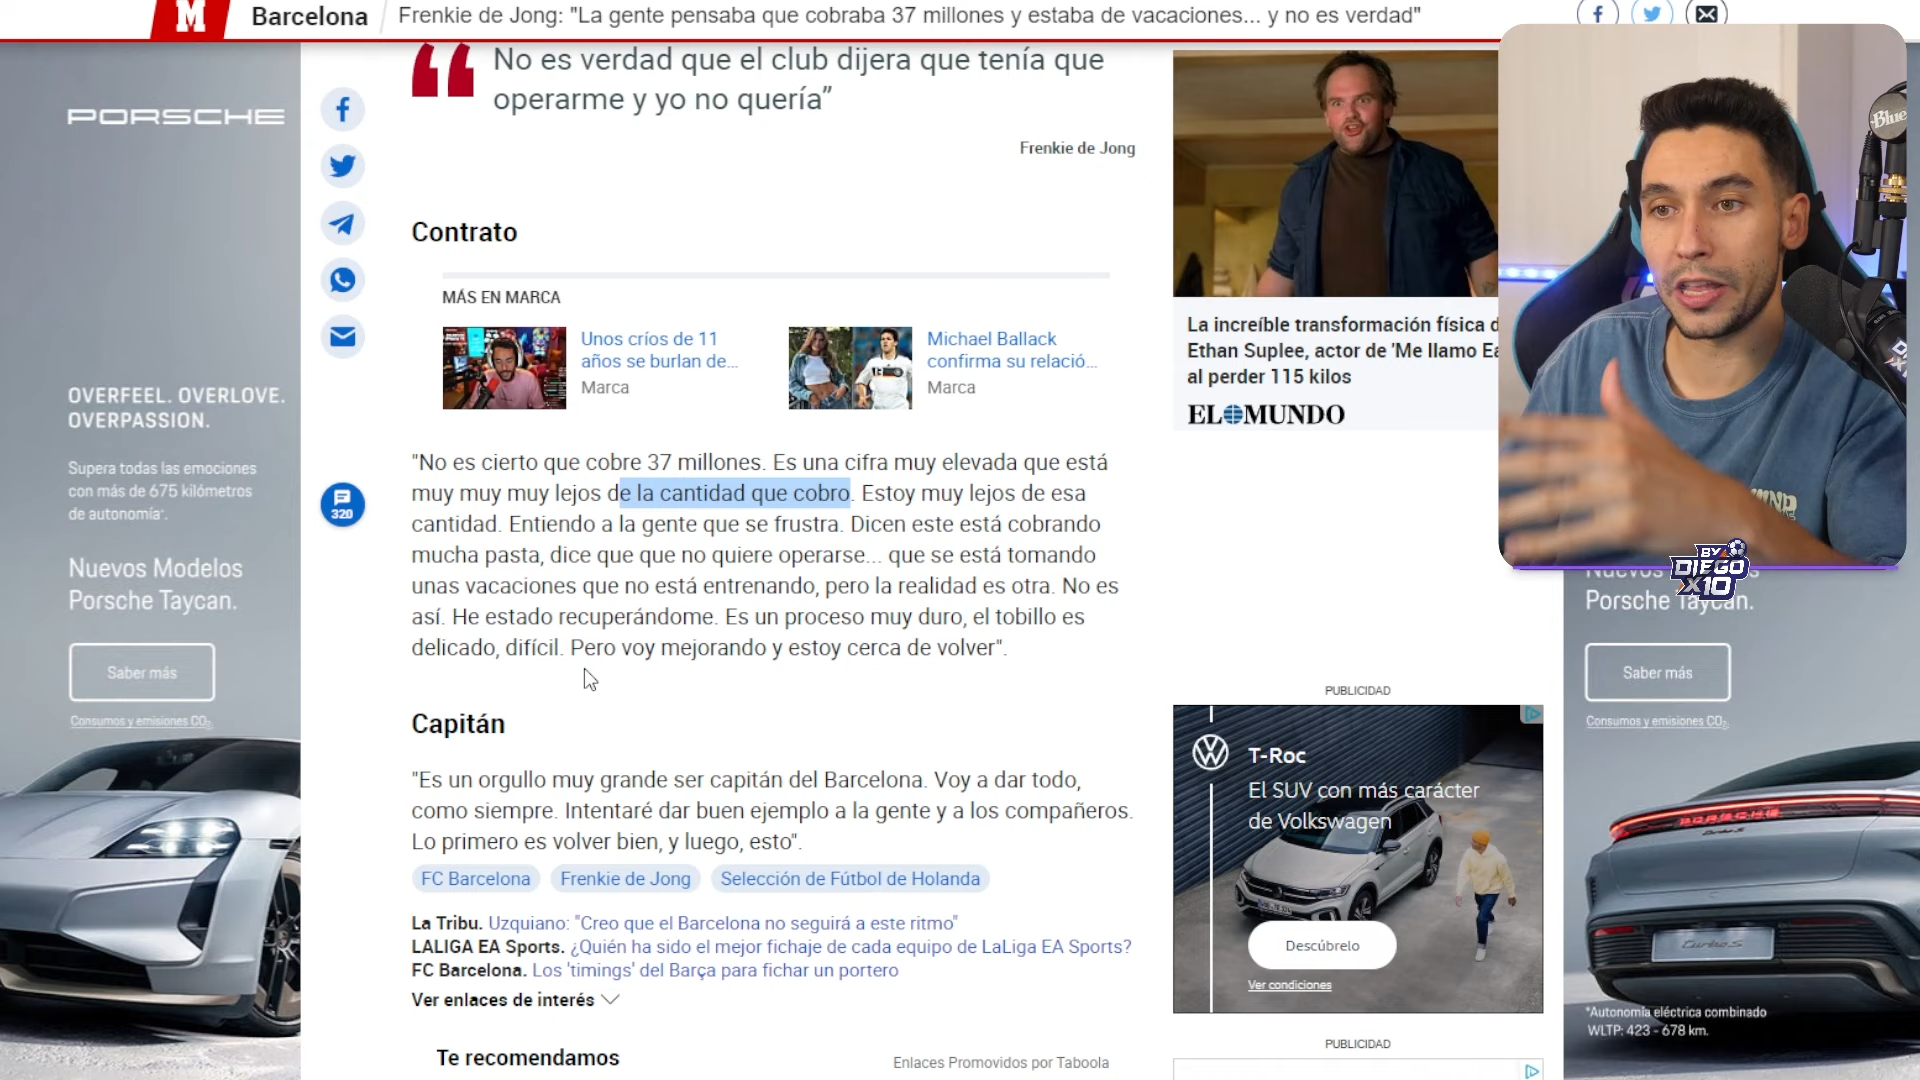 M
Barcelona
Frenkie de Jong: "La gente pensaba que cobraba 37 millones y estaba de vacaciones... y no es verdad"
No es verdad que el club dijera que tenía que
operarme y yo no quería”
Frenkie de Jong
PORSCHE
OVERFEEL. OVERLOVE.
OVERPASSION.
Supera todas las emociones
con más de 675 kilómetros
de autonomía*.
Nuevos Modelos
Porsche Taycan.
Saber más
Consumos y emisiones CO₂.
320
Contrato
MÁS EN MARCA
Unos críos de 11
años se burlan de...
Marca
Michael Ballack
confirma su relació...
Marca
"No es cierto que cobre 37 millones. Es una cifra muy elevada que está
muy muy muy lejos de la cantidad que cobro. Estoy muy lejos de esa
cantidad. Entiendo a la gente que se frustra. Dicen este está cobrando
mucha pasta, dice que que no quiere operarse... que se está tomando
unas vacaciones que no está entrenando, pero la realidad es otra. No es
así. He estado recuperándome. Es un proceso muy duro, el tobillo es
delicado, difícil. Pero voy mejorando y estoy cerca de volver".
Capitán
"Es un orgullo muy grande ser capitán del Barcelona. Voy a dar todo,
como siempre. Intentaré dar buen ejemplo a la gente y a los compañeros.
Lo primero es volver bien, y luego, esto".
FC Barcelona
Frenkie de Jong
Selección de Fútbol de Holanda
La Tribu. Uzquiano: "Creo que el Barcelona no seguirá a este ritmo"
LALIGA EA Sports. ¿Quién ha sido el mejor fichaje de cada equipo de LaLiga EA Sports?
FC Barcelona. Los 'timings' del Barça para fichar un portero
Ver enlaces de interés
Te recomendamos
Enlaces Promovidos por Taboola
La increíble transformación física d
Ethan Suplee, actor de 'Me llamo Ea
al perder 115 kilos
EL MUNDO
PUBLICIDAD
T-Roc
El SUV con más carácter
de Volkswagen
Descúbrelo
Ver condiciones
PUBLICIDAD
Blue
BY
DIEGO
X10
Porsche Taycan.
Saber más
Consumos y emisiones CO₂.
PORSCHE
Turbo S
*Autonomía eléctrica combinado
WLTP: 423 - 678 km.